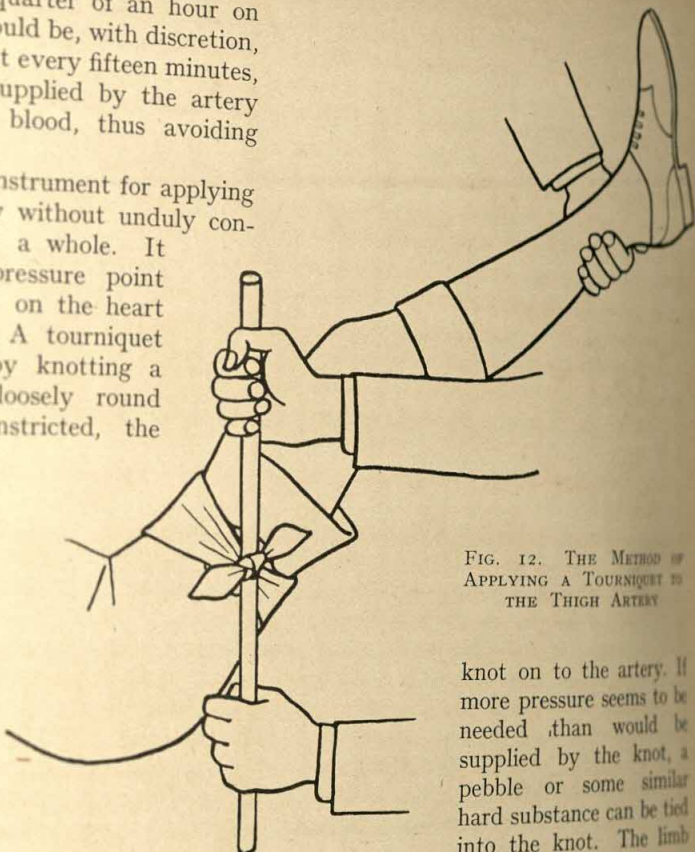 quarter of an hour on
ould be, with discretion,
t every fifteen minutes,
upplied by the artery
blood, thus avoiding
nstrument for applying
y without unduly con-
a whole. It
pressure point
on the heart
A tourniquet
by knotting a
loosely round
nstricted, the
FIG. 12. THE METHOD OF
APPLYING A TOURNIQUET TO
THE THIGH ARTERY
knot on to the artery. If
more pressure seems to be
needed than would be
supplied by the knot, a
pebble or some similar
hard substance can be tied
into the knot. The limb